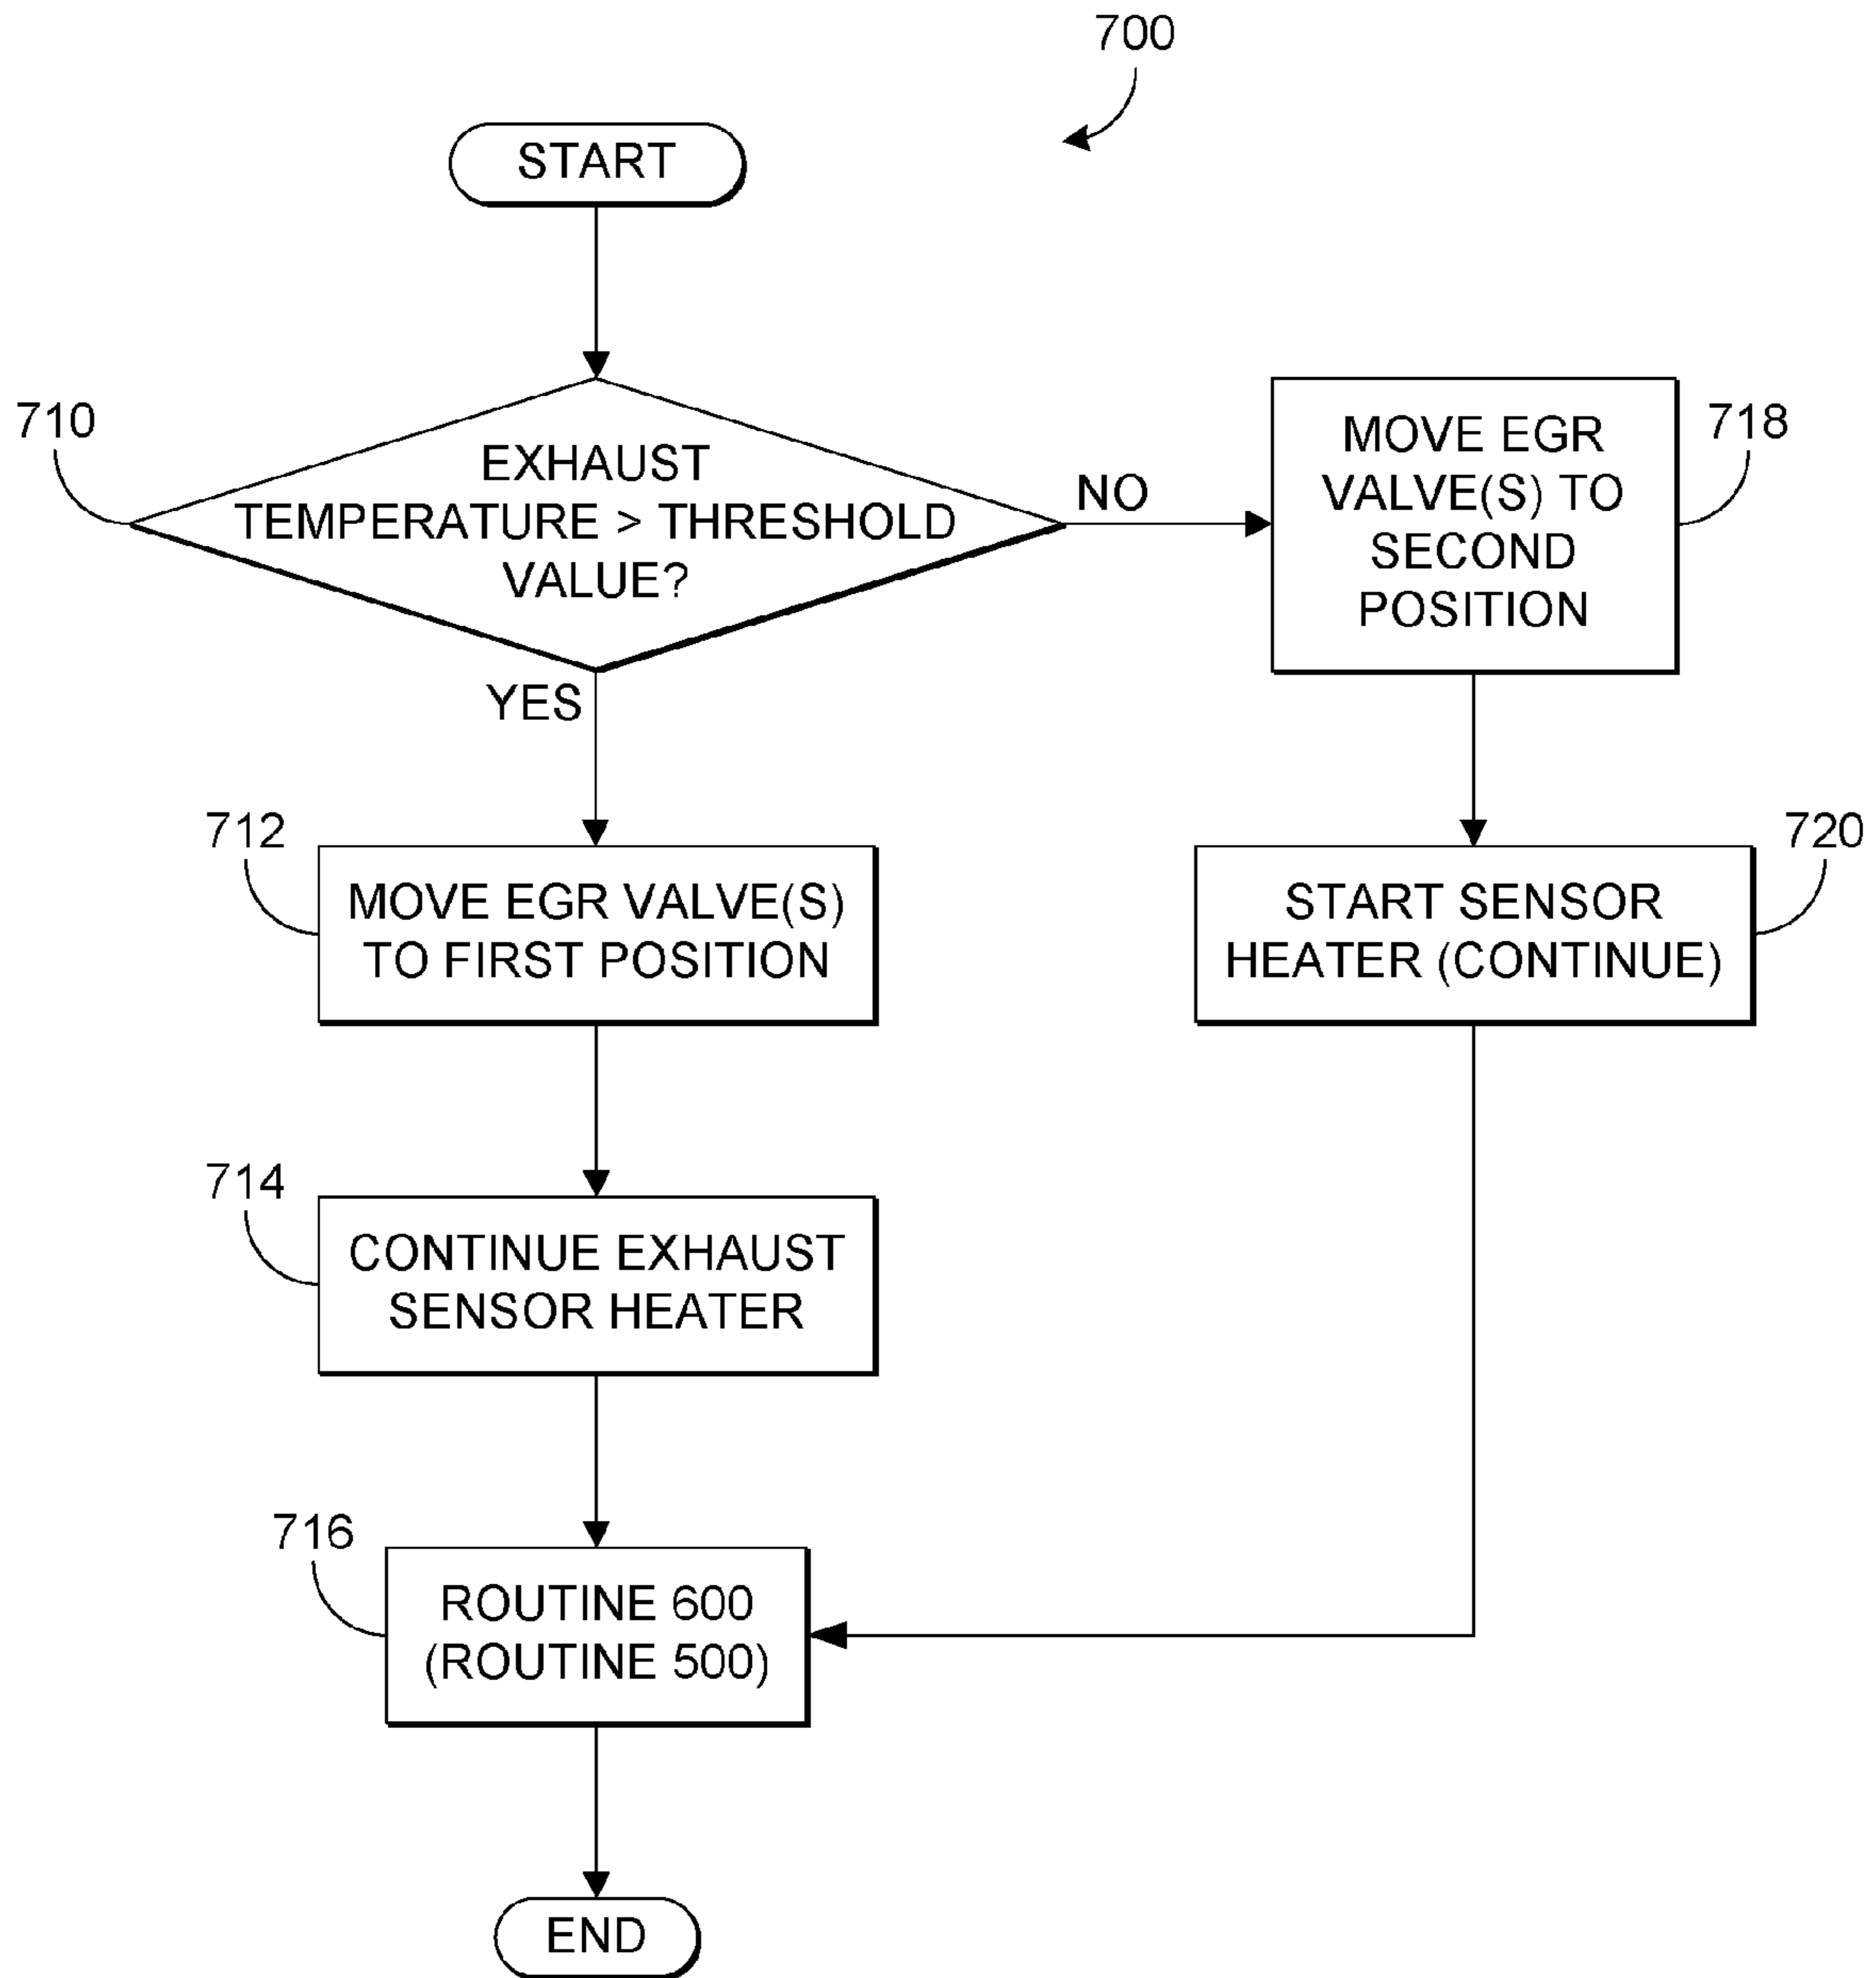 700
START
710
EXHAUST
TEMPERATURE > THRESHOLD
VALUE?
NO
YES
MOVE EGR
VALVE(S) TO
SECOND
POSITION
718
712
MOVE EGR VALVE(S)
TO FIRST POSITION
START SENSOR
HEATER (CONTINUE)
720
714
CONTINUE EXHAUST
SENSOR HEATER
716
ROUTINE 600
(ROUTINE 500)
END